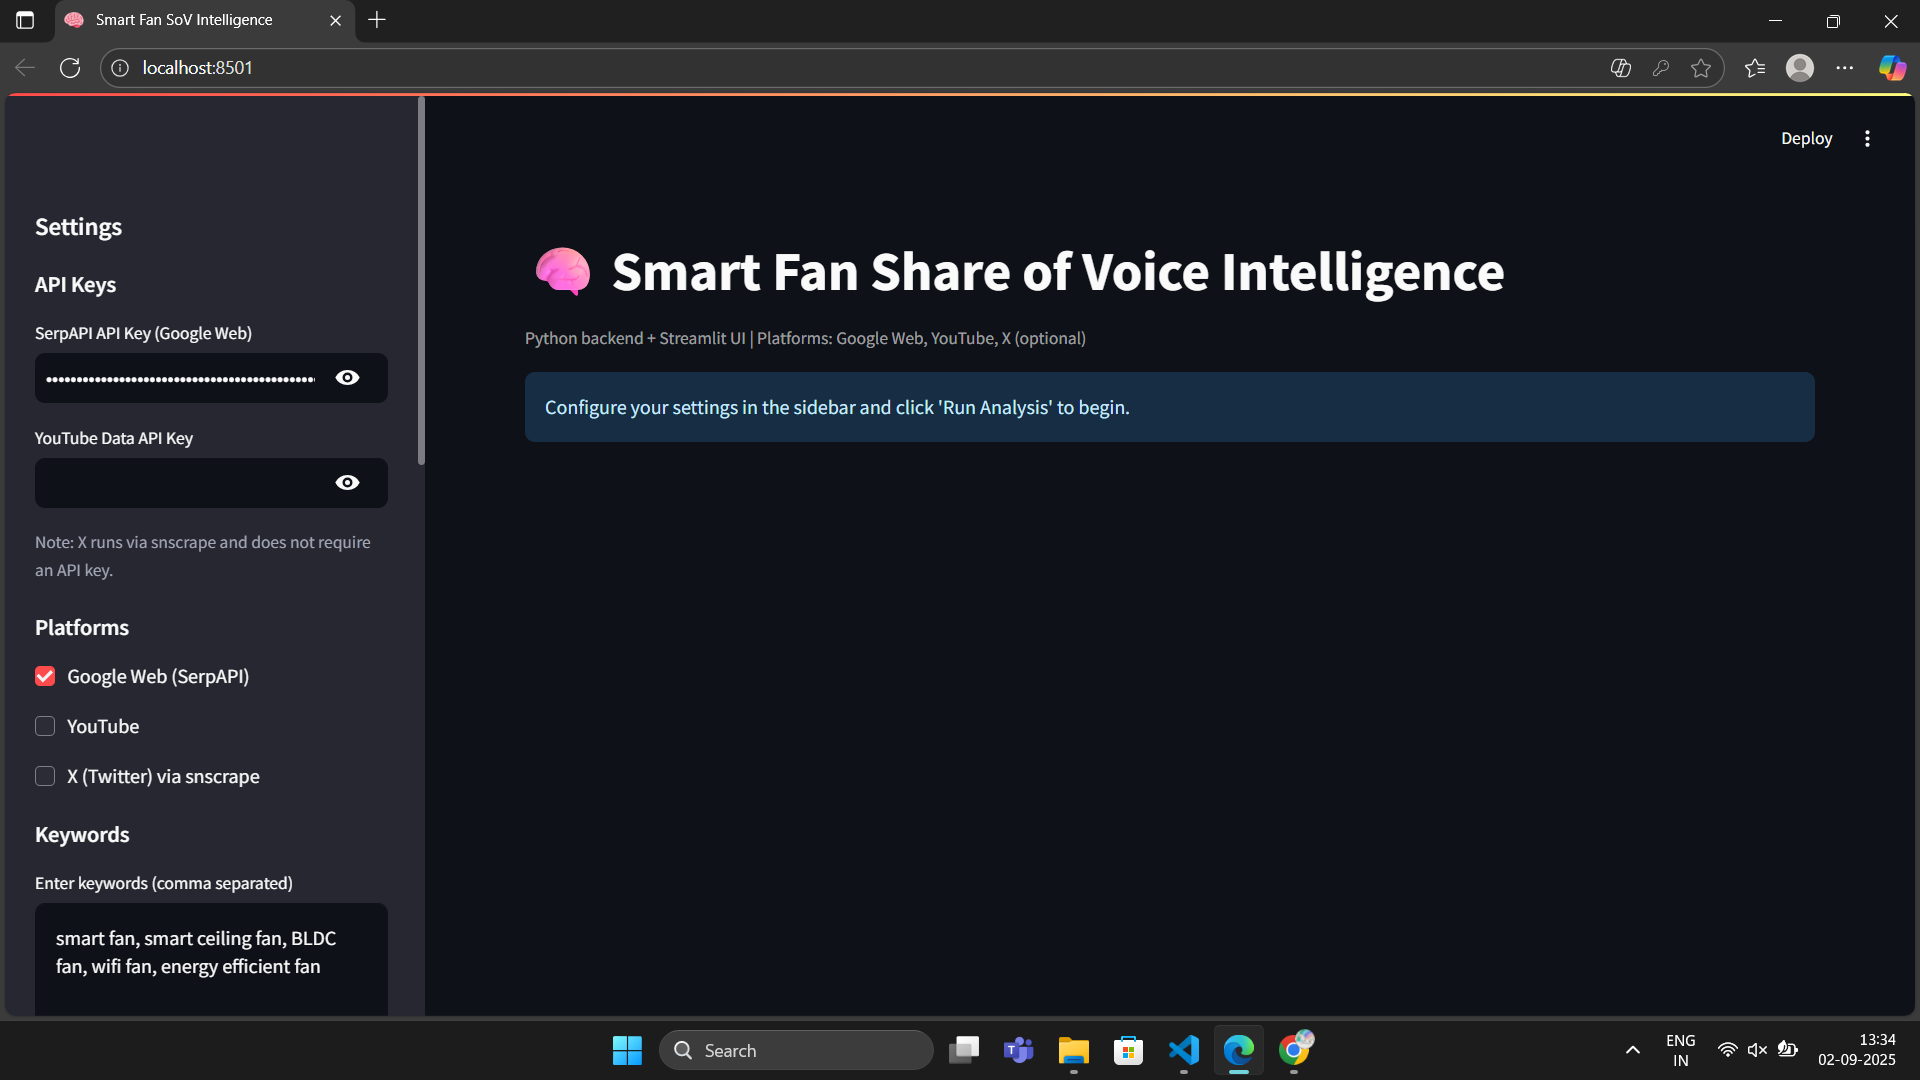 Smart Fan SoV Intelligence
localhost:8501
Deploy
Settings
API Keys
SerpAPI API Key (Google Web)
••••••••••••••••••••••••••••••••••••••••••••
YouTube Data API Key
Note: X runs via snscrape and does not require
an API key.
Platforms
Google Web (SerpAPI)
YouTube
X (Twitter) via snscrape
Keywords
Enter keywords (comma separated)
smart fan, smart ceiling fan, BLDC
fan, wifi fan, energy efficient fan
Smart Fan Share of Voice Intelligence
Python backend + Streamlit UI | Platforms: Google Web, YouTube, X (optional)
Configure your settings in the sidebar and click 'Run Analysis' to begin.
Search
ENG
IN
13:34
02-09-2025